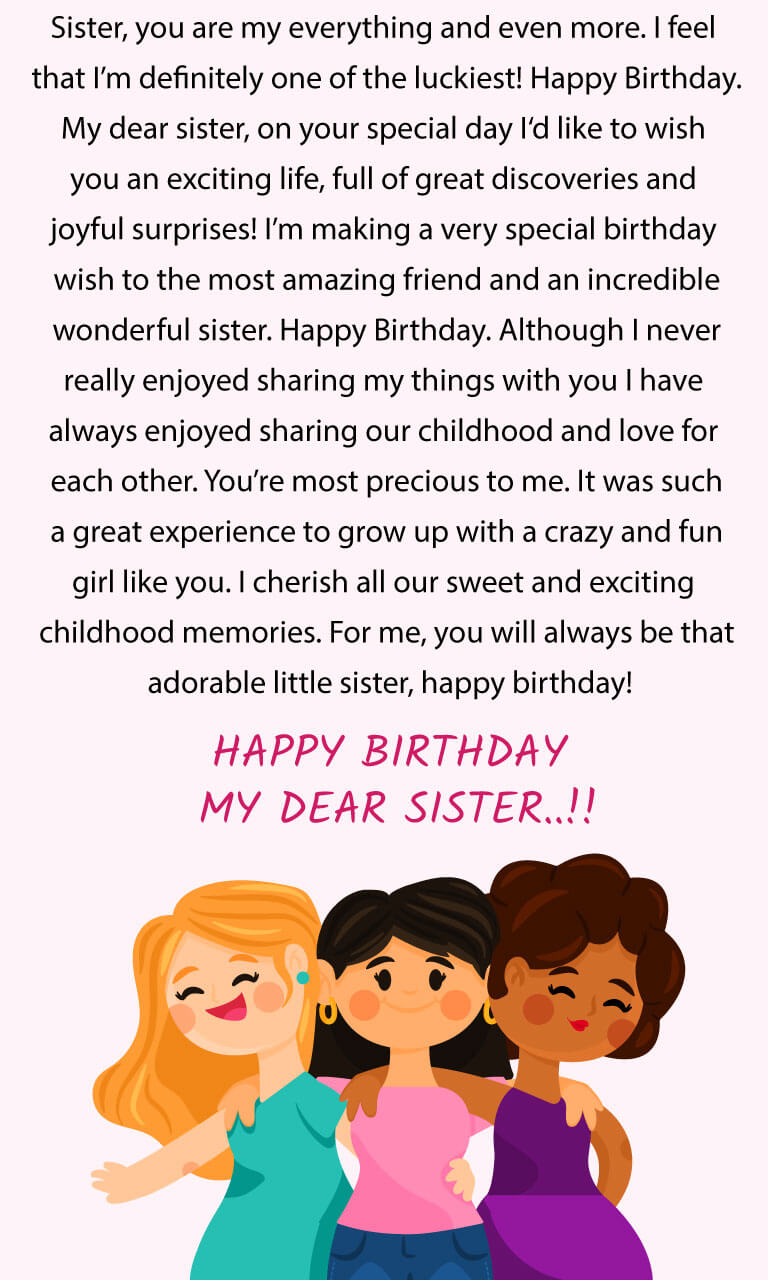 Sister, you are my everything and even more. I feel
that I’m definitely one of the luckiest! Happy Birthday.
My dear sister, on your special day I‘d like to wish
you an exciting life, full of great discoveries and
joyful surprises! I’m making a very special birthday
wish to the most amazing friend and an incredible
wonderful sister. Happy Birthday. Although I never
really enjoyed sharing my things with you I have
always enjoyed sharing our childhood and love for
each other. You’re most precious to me. It was such
a great experience to grow up with a crazy and fun
girl like you. I cherish all our sweet and exciting
childhood memories. For me, you will always be that
adorable little sister, happy birthday!
HAPPY BIRTHDAY
MY DEAR SISTER..!!